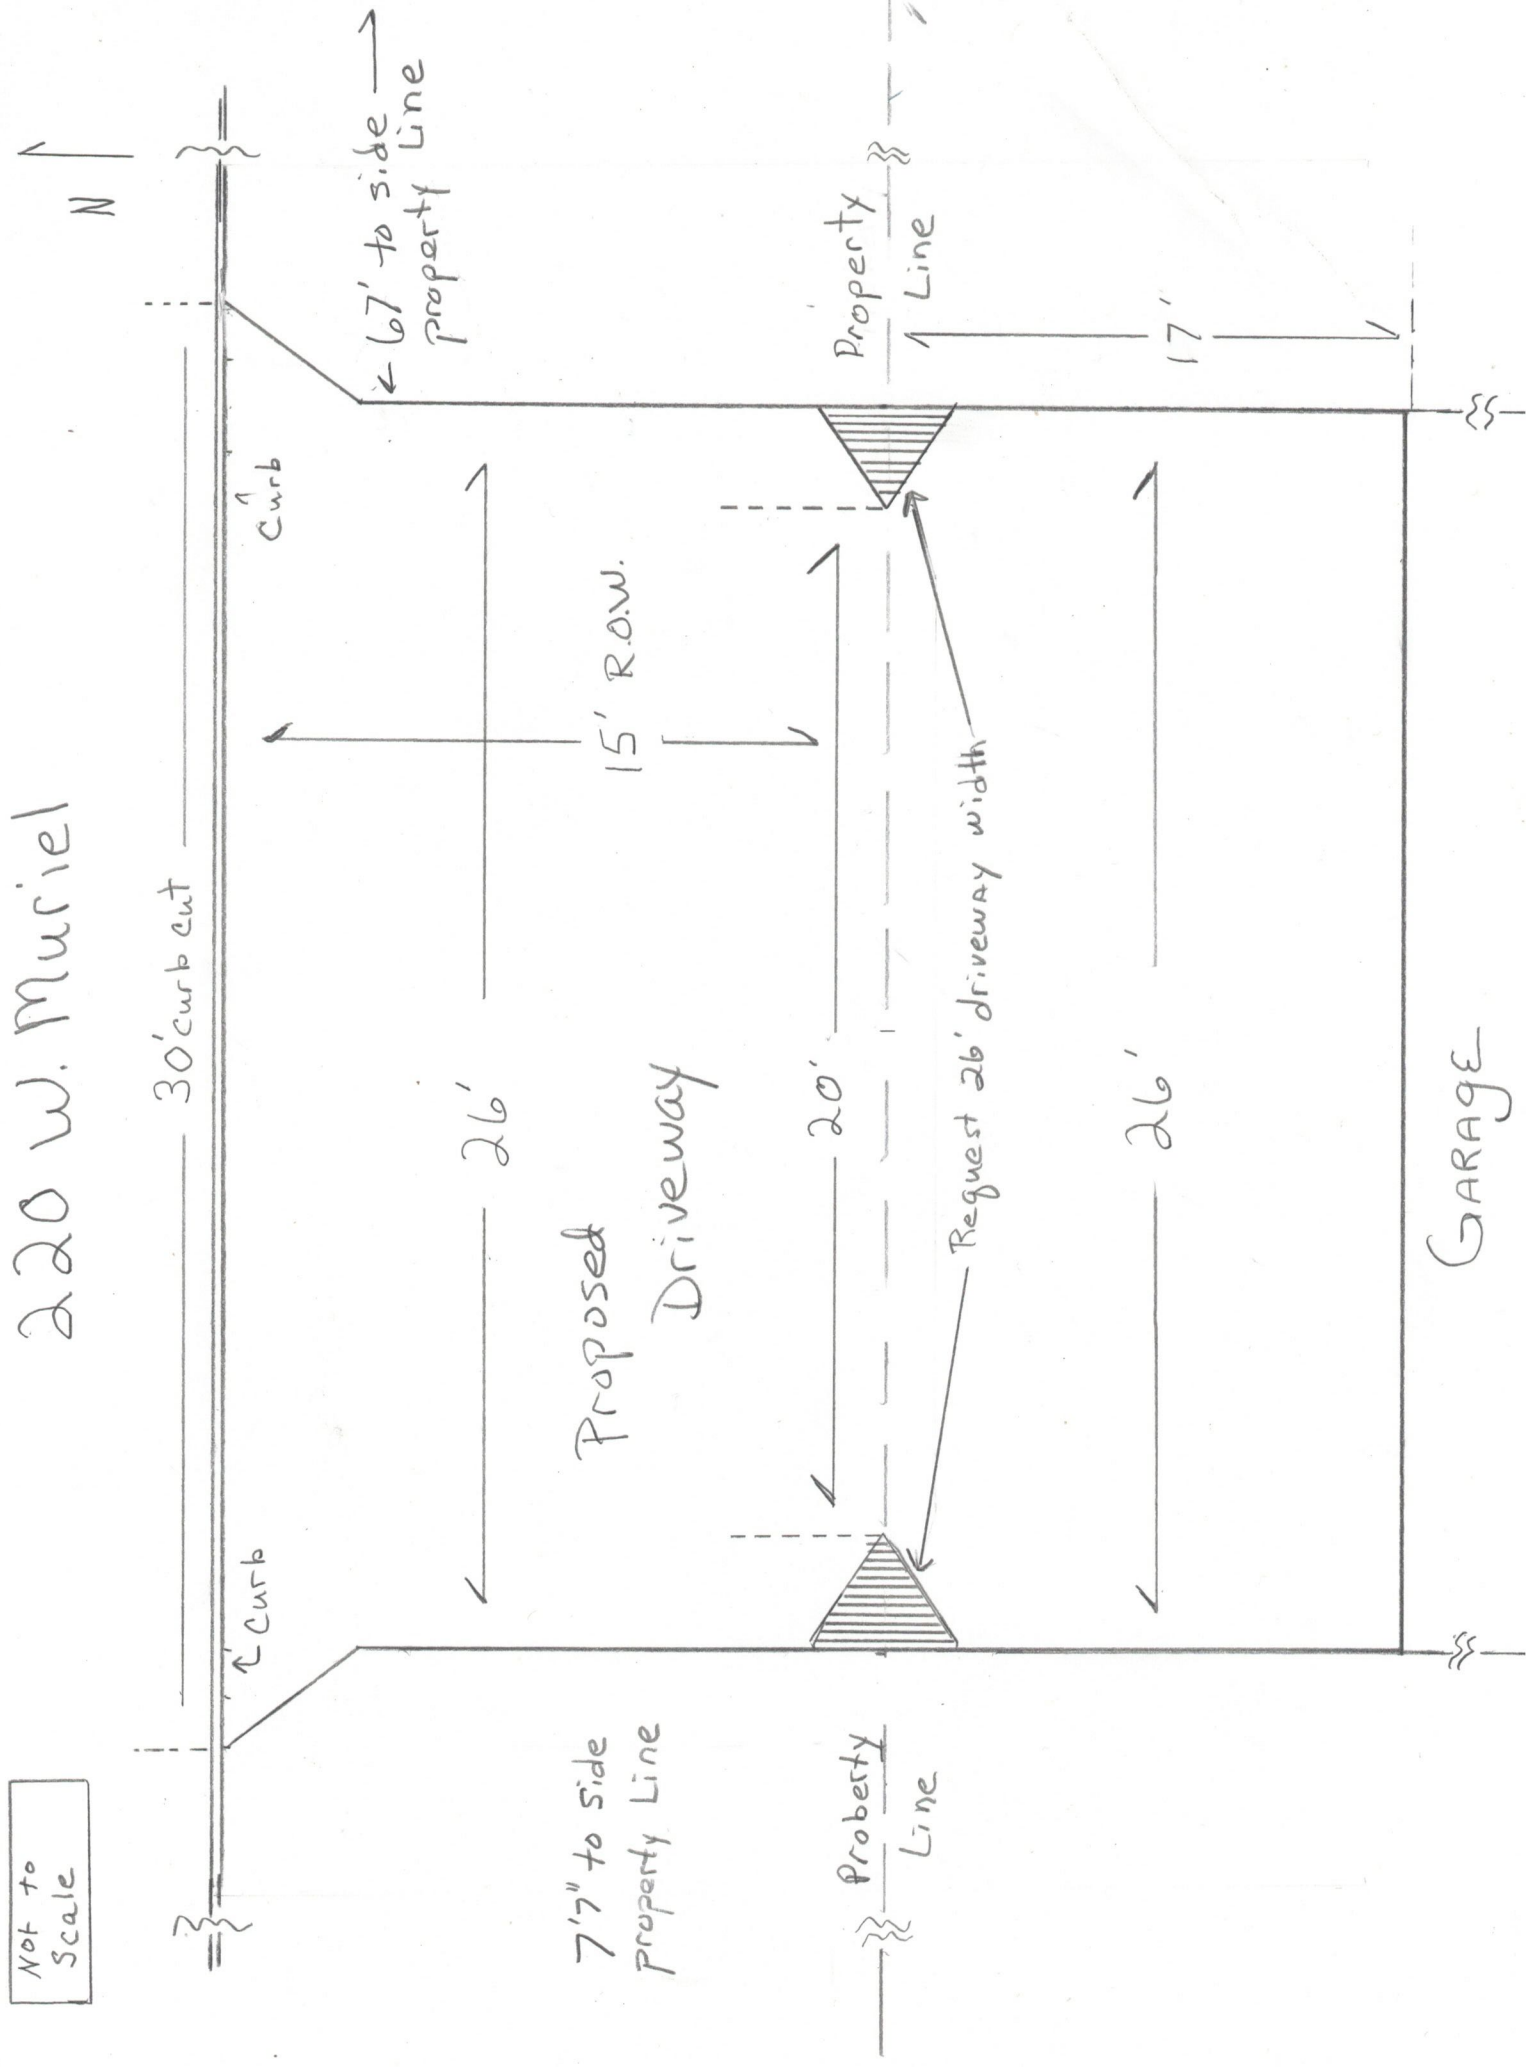 Not to
Scale
220 W. Muriel
N
30' curb cut
↖ curb
↑
curb
← 67' to side →
property Line
26'
15' R.O.W.
7'7" to side
property Line
Proposed
Driveway
20'
Proberty
Line
Property
Line
Request 26' driveway width
17'
26'
GARAgE